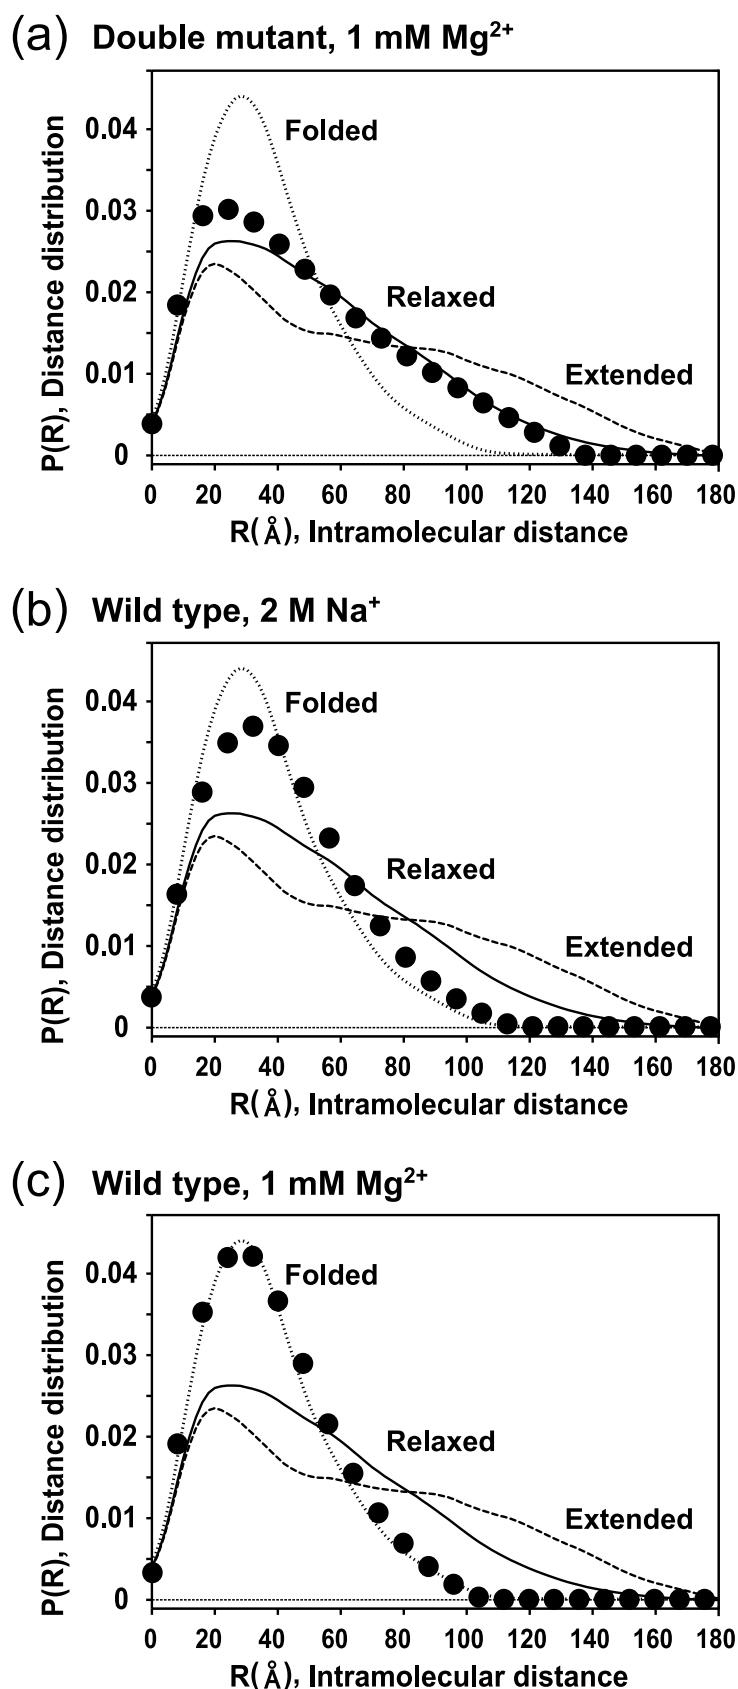 (a) Double mutant, 1 mM Mg²⁺
P(R), Distance distribution
0.04
0.03
0.02
0.01
0
Folded
Relaxed
Extended
0 20 40 60 80 100 120 140 160 180
R(Å), Intramolecular distance
(b) Wild type, 2 M Na⁺
P(R), Distance distribution
0.04
0.03
0.02
0.01
0
Folded
Relaxed
Extended
0 20 40 60 80 100 120 140 160 180
R(Å), Intramolecular distance
(c) Wild type, 1 mM Mg²⁺
P(R), Distance distribution
0.04
0.03
0.02
0.01
0
Folded
Relaxed
Extended
0 20 40 60 80 100 120 140 160 180
R(Å), Intramolecular distance